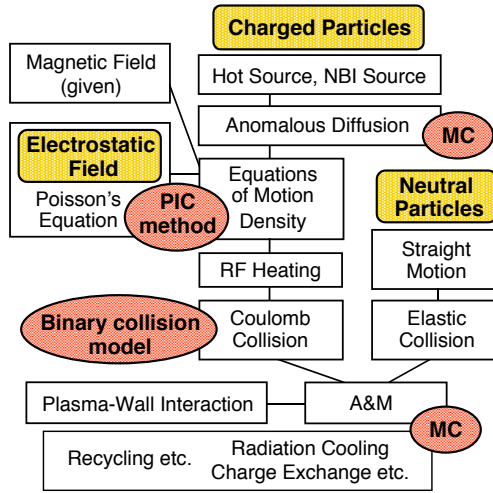 Charged Particles
Magnetic Field
(given)
Hot Source, NBI Source
Anomalous Diffusion
MC
Electrostatic
Field
Poisson's
Equation
PIC
method
Equations
of Motion
Density
Neutral
Particles
Straight
Motion
RF Heating
Binary collision
model
Coulomb
Collision
Elastic
Collision
Plasma-Wall Interaction
A&M
MC
Recycling etc.
Radiation Cooling
Charge Exchange etc.